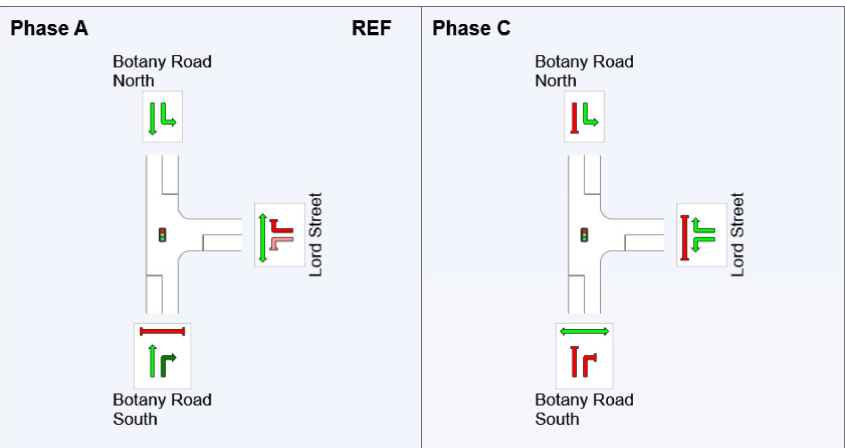 Phase A
REF
Botany Road
North
Lord Street
Botany Road
South
Phase C
Botany Road
North
Lord Street
Botany Road
South